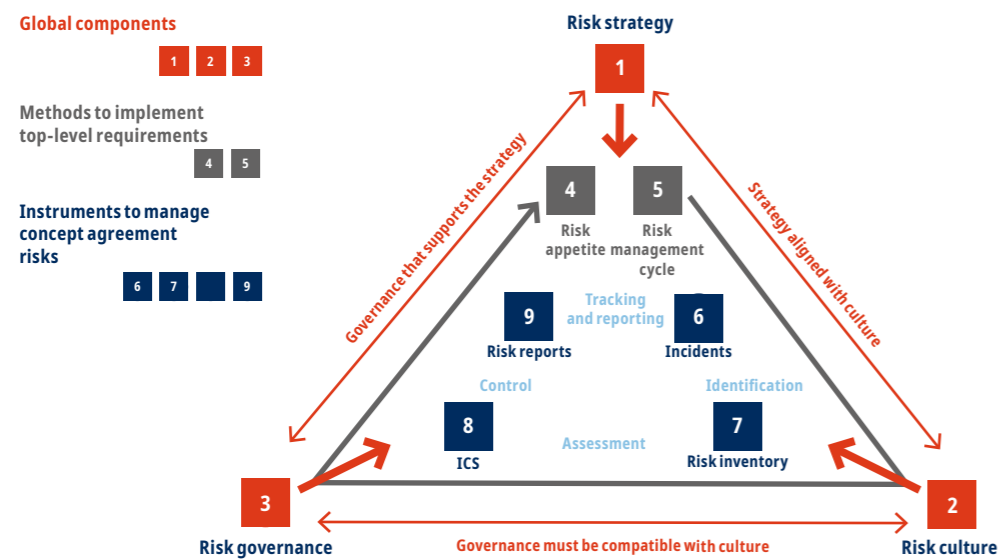 Global components
1 2 3
Methods to implement
top-level requirements
4 5
Instruments to manage
concept agreement
risks
6 7 9
Risk strategy
1
Governance that supports the strategy
Strategy aligned with culture
4 5
Risk
appetite
Risk
management
cycle
Tracking
and reporting
9
Risk reports
6
Incidents
Control
Identification
8
ICS
7
Risk inventory
Assessment
3
Risk governance
2
Risk culture
Governance must be compatible with culture